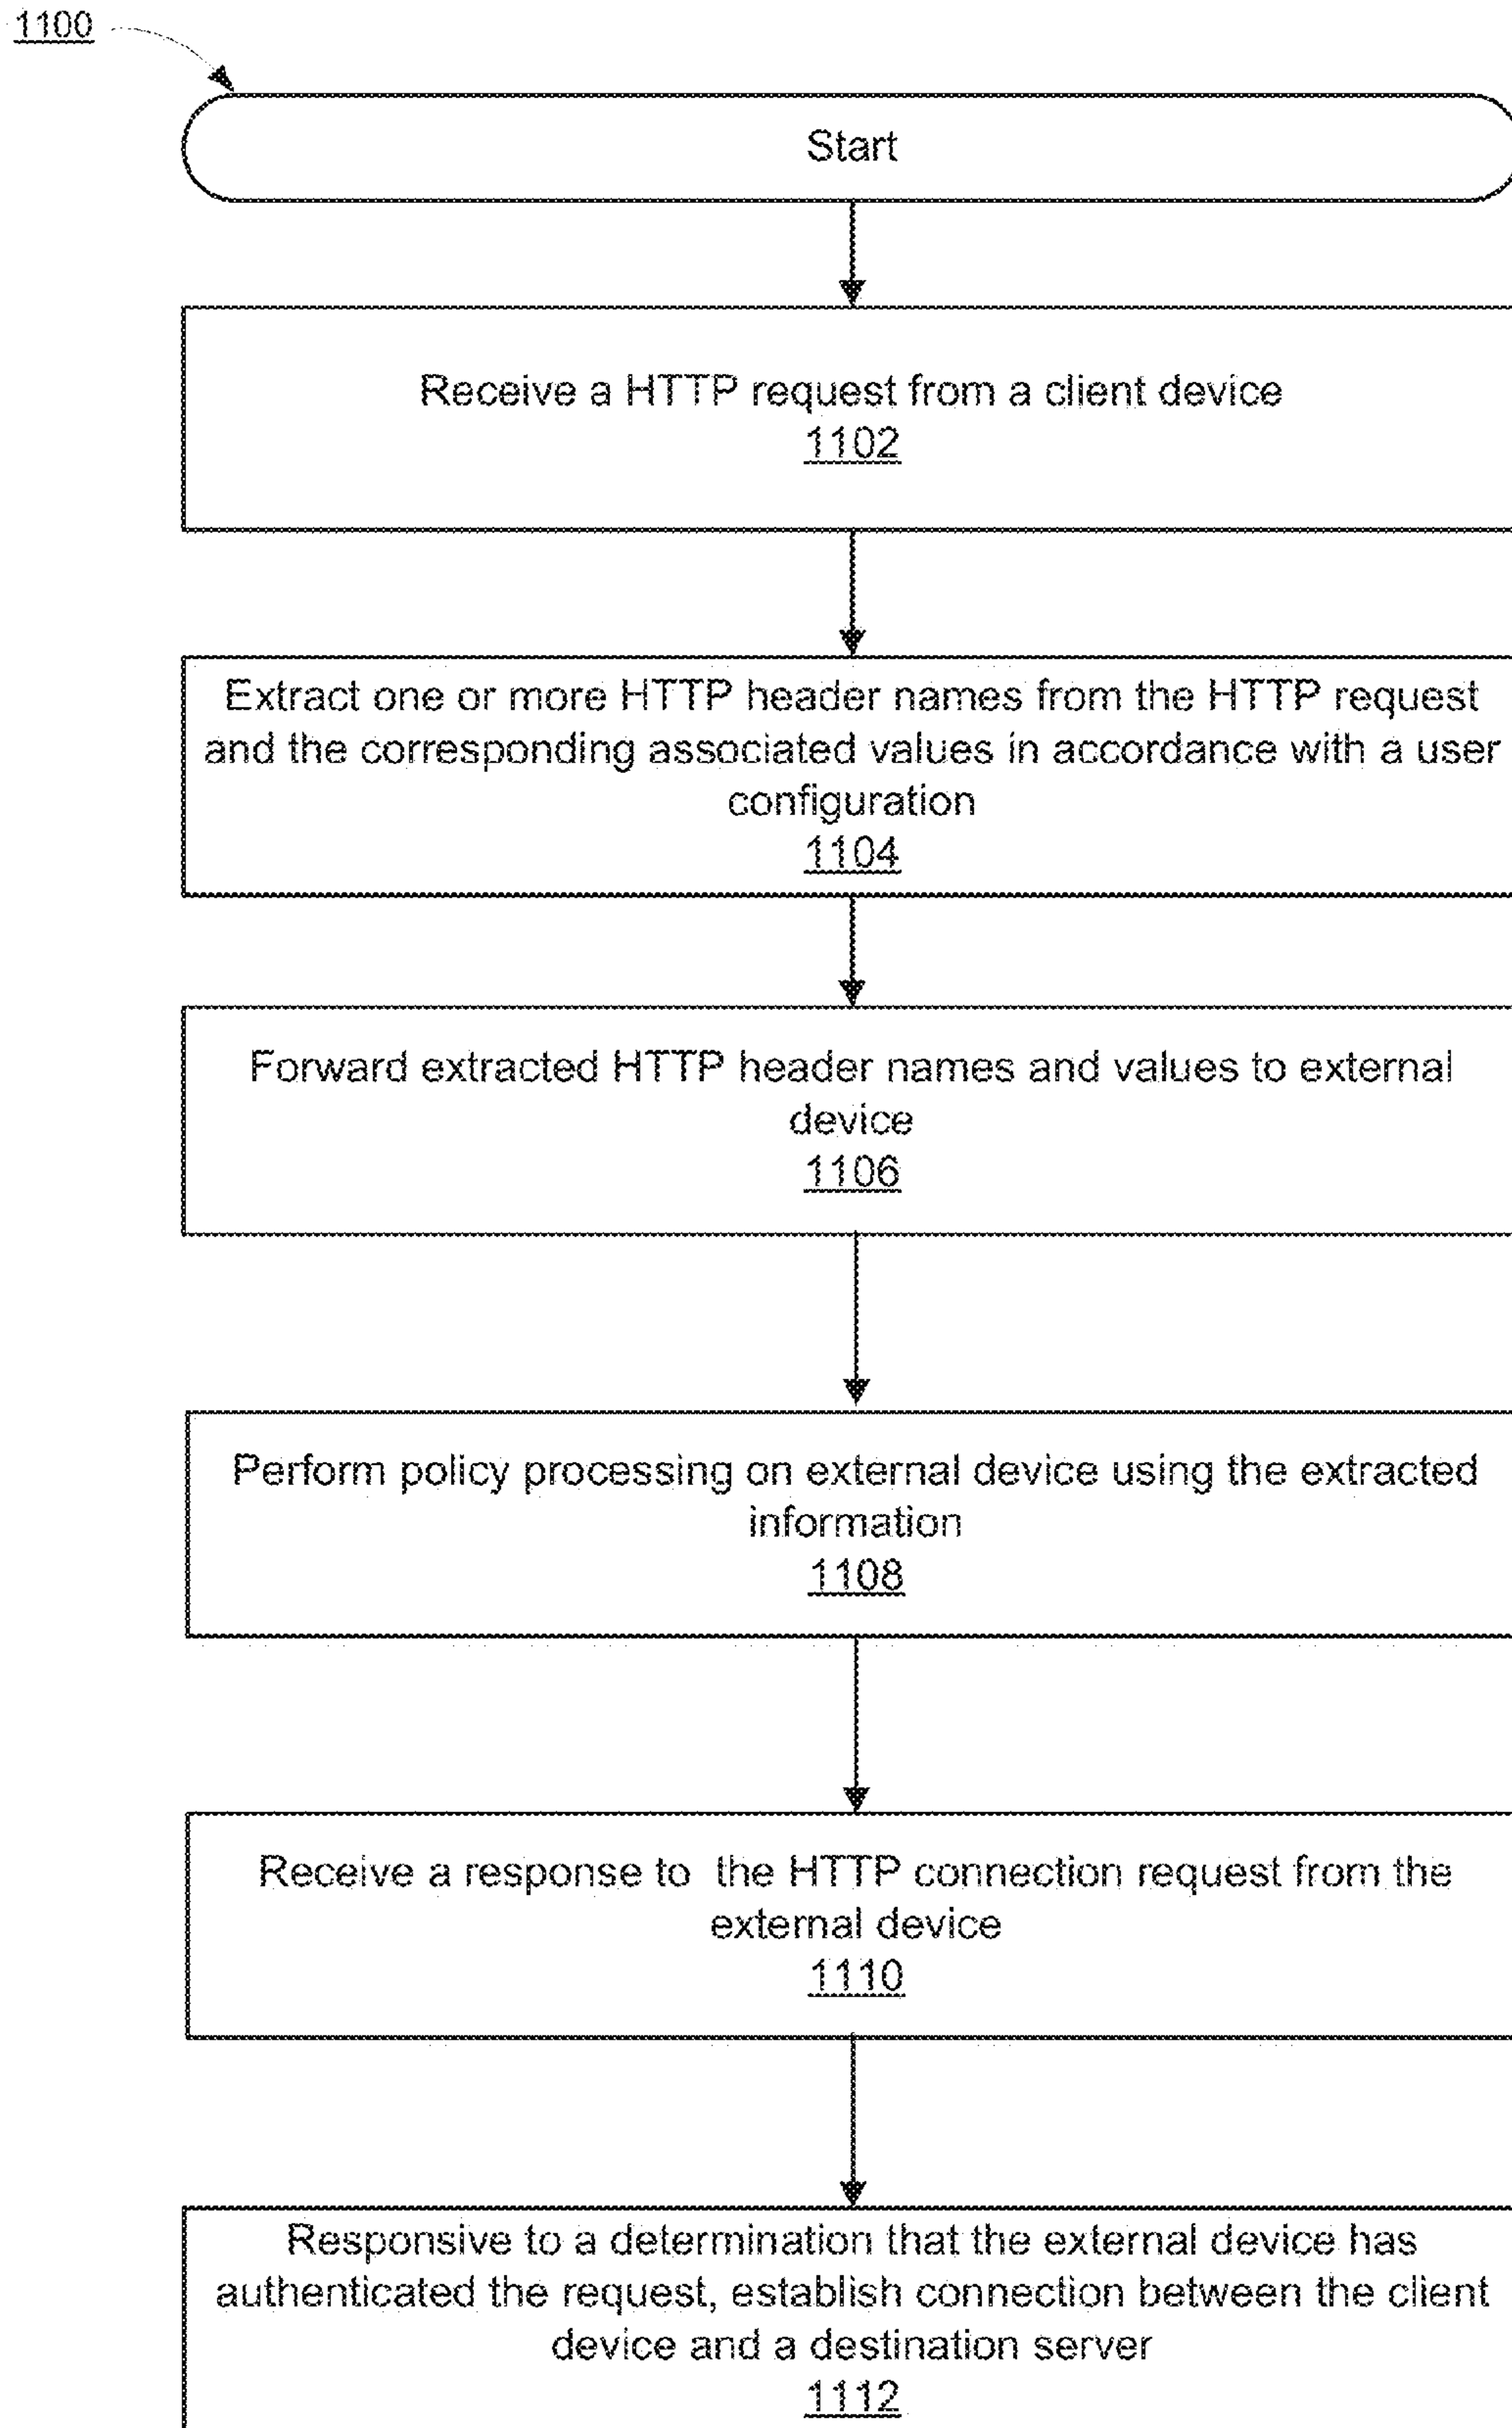 1100
Start
Receive a HTTP request from a client device
1102
Extract one or more HTTP header names from the HTTP request
and the corresponding associated values in accordance with a user
configuration
1104
Forward extracted HTTP header names and values to external
device
1106
Perform policy processing on external device using the extracted
information
1108
Receive a response to the HTTP connection request from the
external device
1110
Responsive to a determination that the external device has
authenticated the request, establish connection between the client
device and a destination server
1112